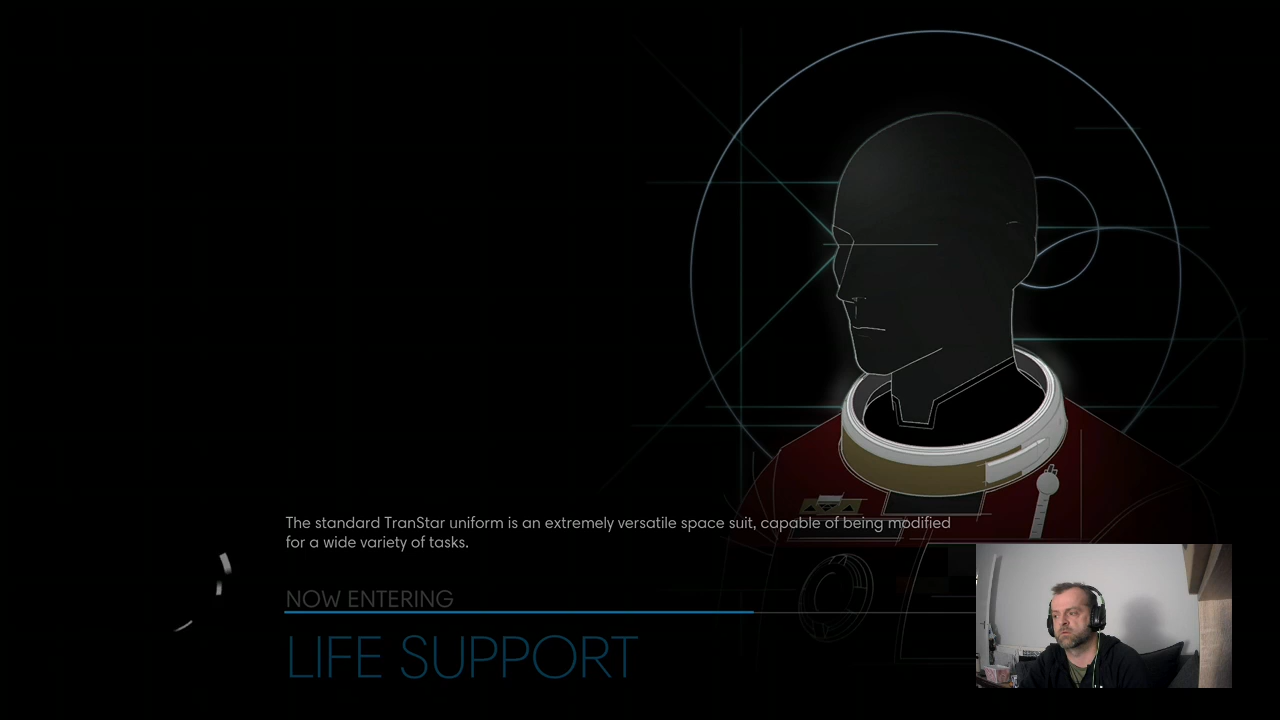 The standard TranStar uniform is an extremely versatile space suit, capable of being modified
for a wide variety of tasks.
NOW ENTERING
LIFE SUPPORT